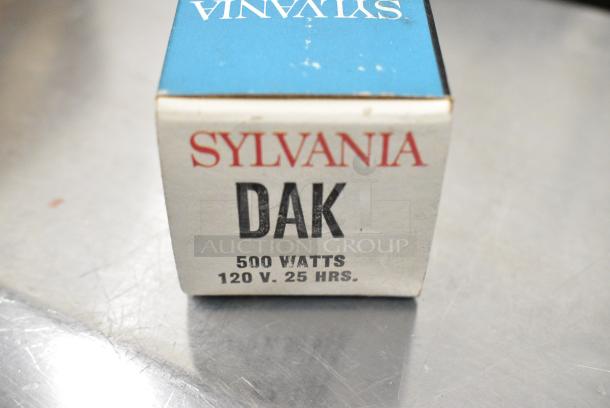 SYLVANIA
SYLVANIA
DAK
AUCTION GROUP
500 WATTS
120 V. 25 HRS.